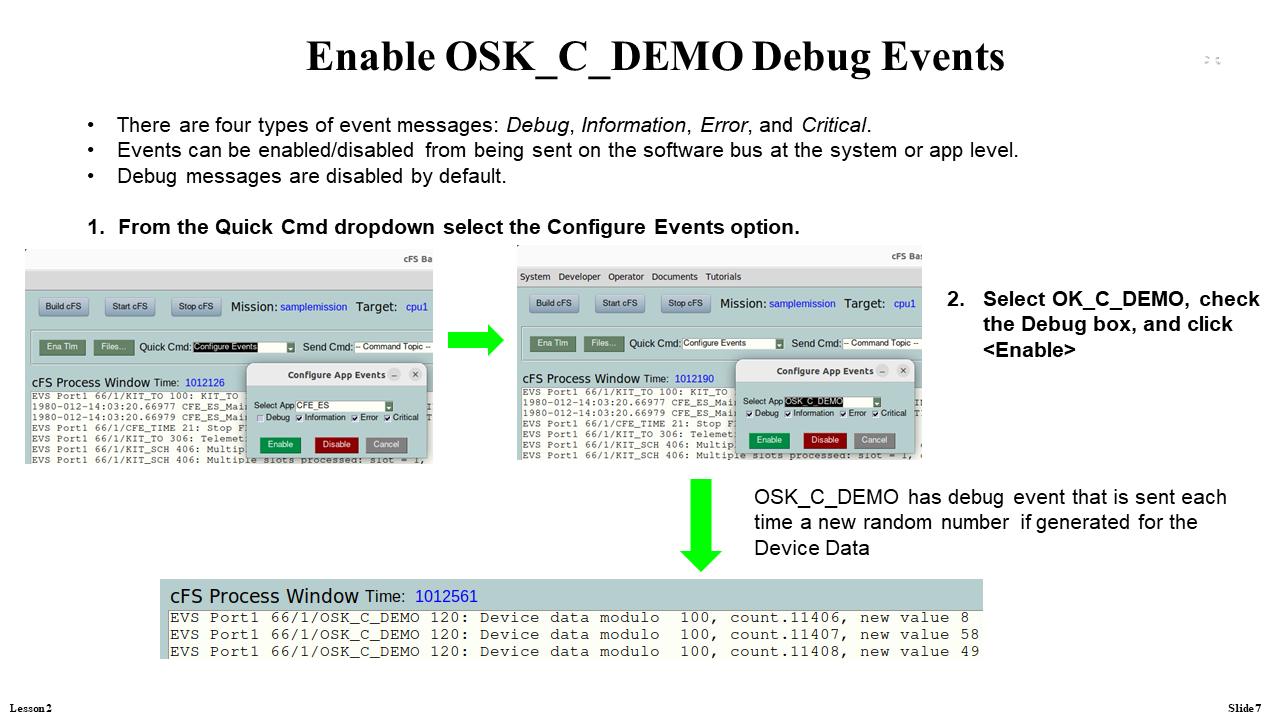 Enable OSK_C_DEMO Debug Events
• There are four types of event messages: Debug, Information, Error, and Critical.
• Events can be enabled/disabled from being sent on the software bus at the system or app level.
• Debug messages are disabled by default.
1. From the Quick Cmd dropdown select the Configure Events option.
cFS Ba
Build cFS Start cFS Stop cFS Mission: samplemission Target: cpu1
Ena Tlm Files... Quick Cmd: Configure Events Send Cmd: -- Command Topic --
cFS Process Window Time: 1012126
EVS Port1 66/1/KIT_TO 100: KIT_TO
1980-012-14:03:20.66977 CFE_ES_Mai
1980-012-14:03:20.66979 CFE_ES_Mai
EVS Port1 66/1/CFE_TIME 21: Stop F
EVS Port1 66/1/KIT_TO 306: Telemet
EVS Port1 66/1/KIT_SCH 406: Multip
EVS Port1 66/1/KIT_SCH 406: Multiple slots processed: slot = 1,
Configure App Events
Select App CFE_ES
Debug Information Error Critical
Enable Disable Cancel
cFS Bas
System Developer Operator Documents Tutorials
Build cFS Start cFS Stop cFS Mission: samplemission Target: cpu1
Ena Tlm Files... Quick Cmd: Configure Events Send Cmd: -- Command Topic --
cFS Process Window Time: 1012190
EVS Port1 66/1/KIT_TO 100: KIT_TO
1980-012-14:03:20.66977 CFE_ES_Mai
1980-012-14:03:20.66979 CFE_ES_Mai
EVS Port1 66/1/CFE_TIME 21: Stop F
EVS Port1 66/1/KIT_TO 306: Telemet
EVS Port1 66/1/KIT_SCH 406: Multip
EVS Port1 66/1/KIT_SCH 406: Multiple slots processed: slot = 1,
Configure App Events
Select App OSK_C_DEMO
Debug Information Error Critical
Enable Disable Cancel
2. Select OK_C_DEMO, check
the Debug box, and click
<Enable>
OSK_C_DEMO has debug event that is sent each
time a new random number if generated for the
Device Data
cFS Process Window Time: 1012561
EVS Port1 66/1/OSK_C_DEMO 120: Device data modulo 100, count.11406, new value 8
EVS Port1 66/1/OSK_C_DEMO 120: Device data modulo 100, count.11407, new value 58
EVS Port1 66/1/OSK_C_DEMO 120: Device data modulo 100, count.11408, new value 49
Lesson 2
Slide 7